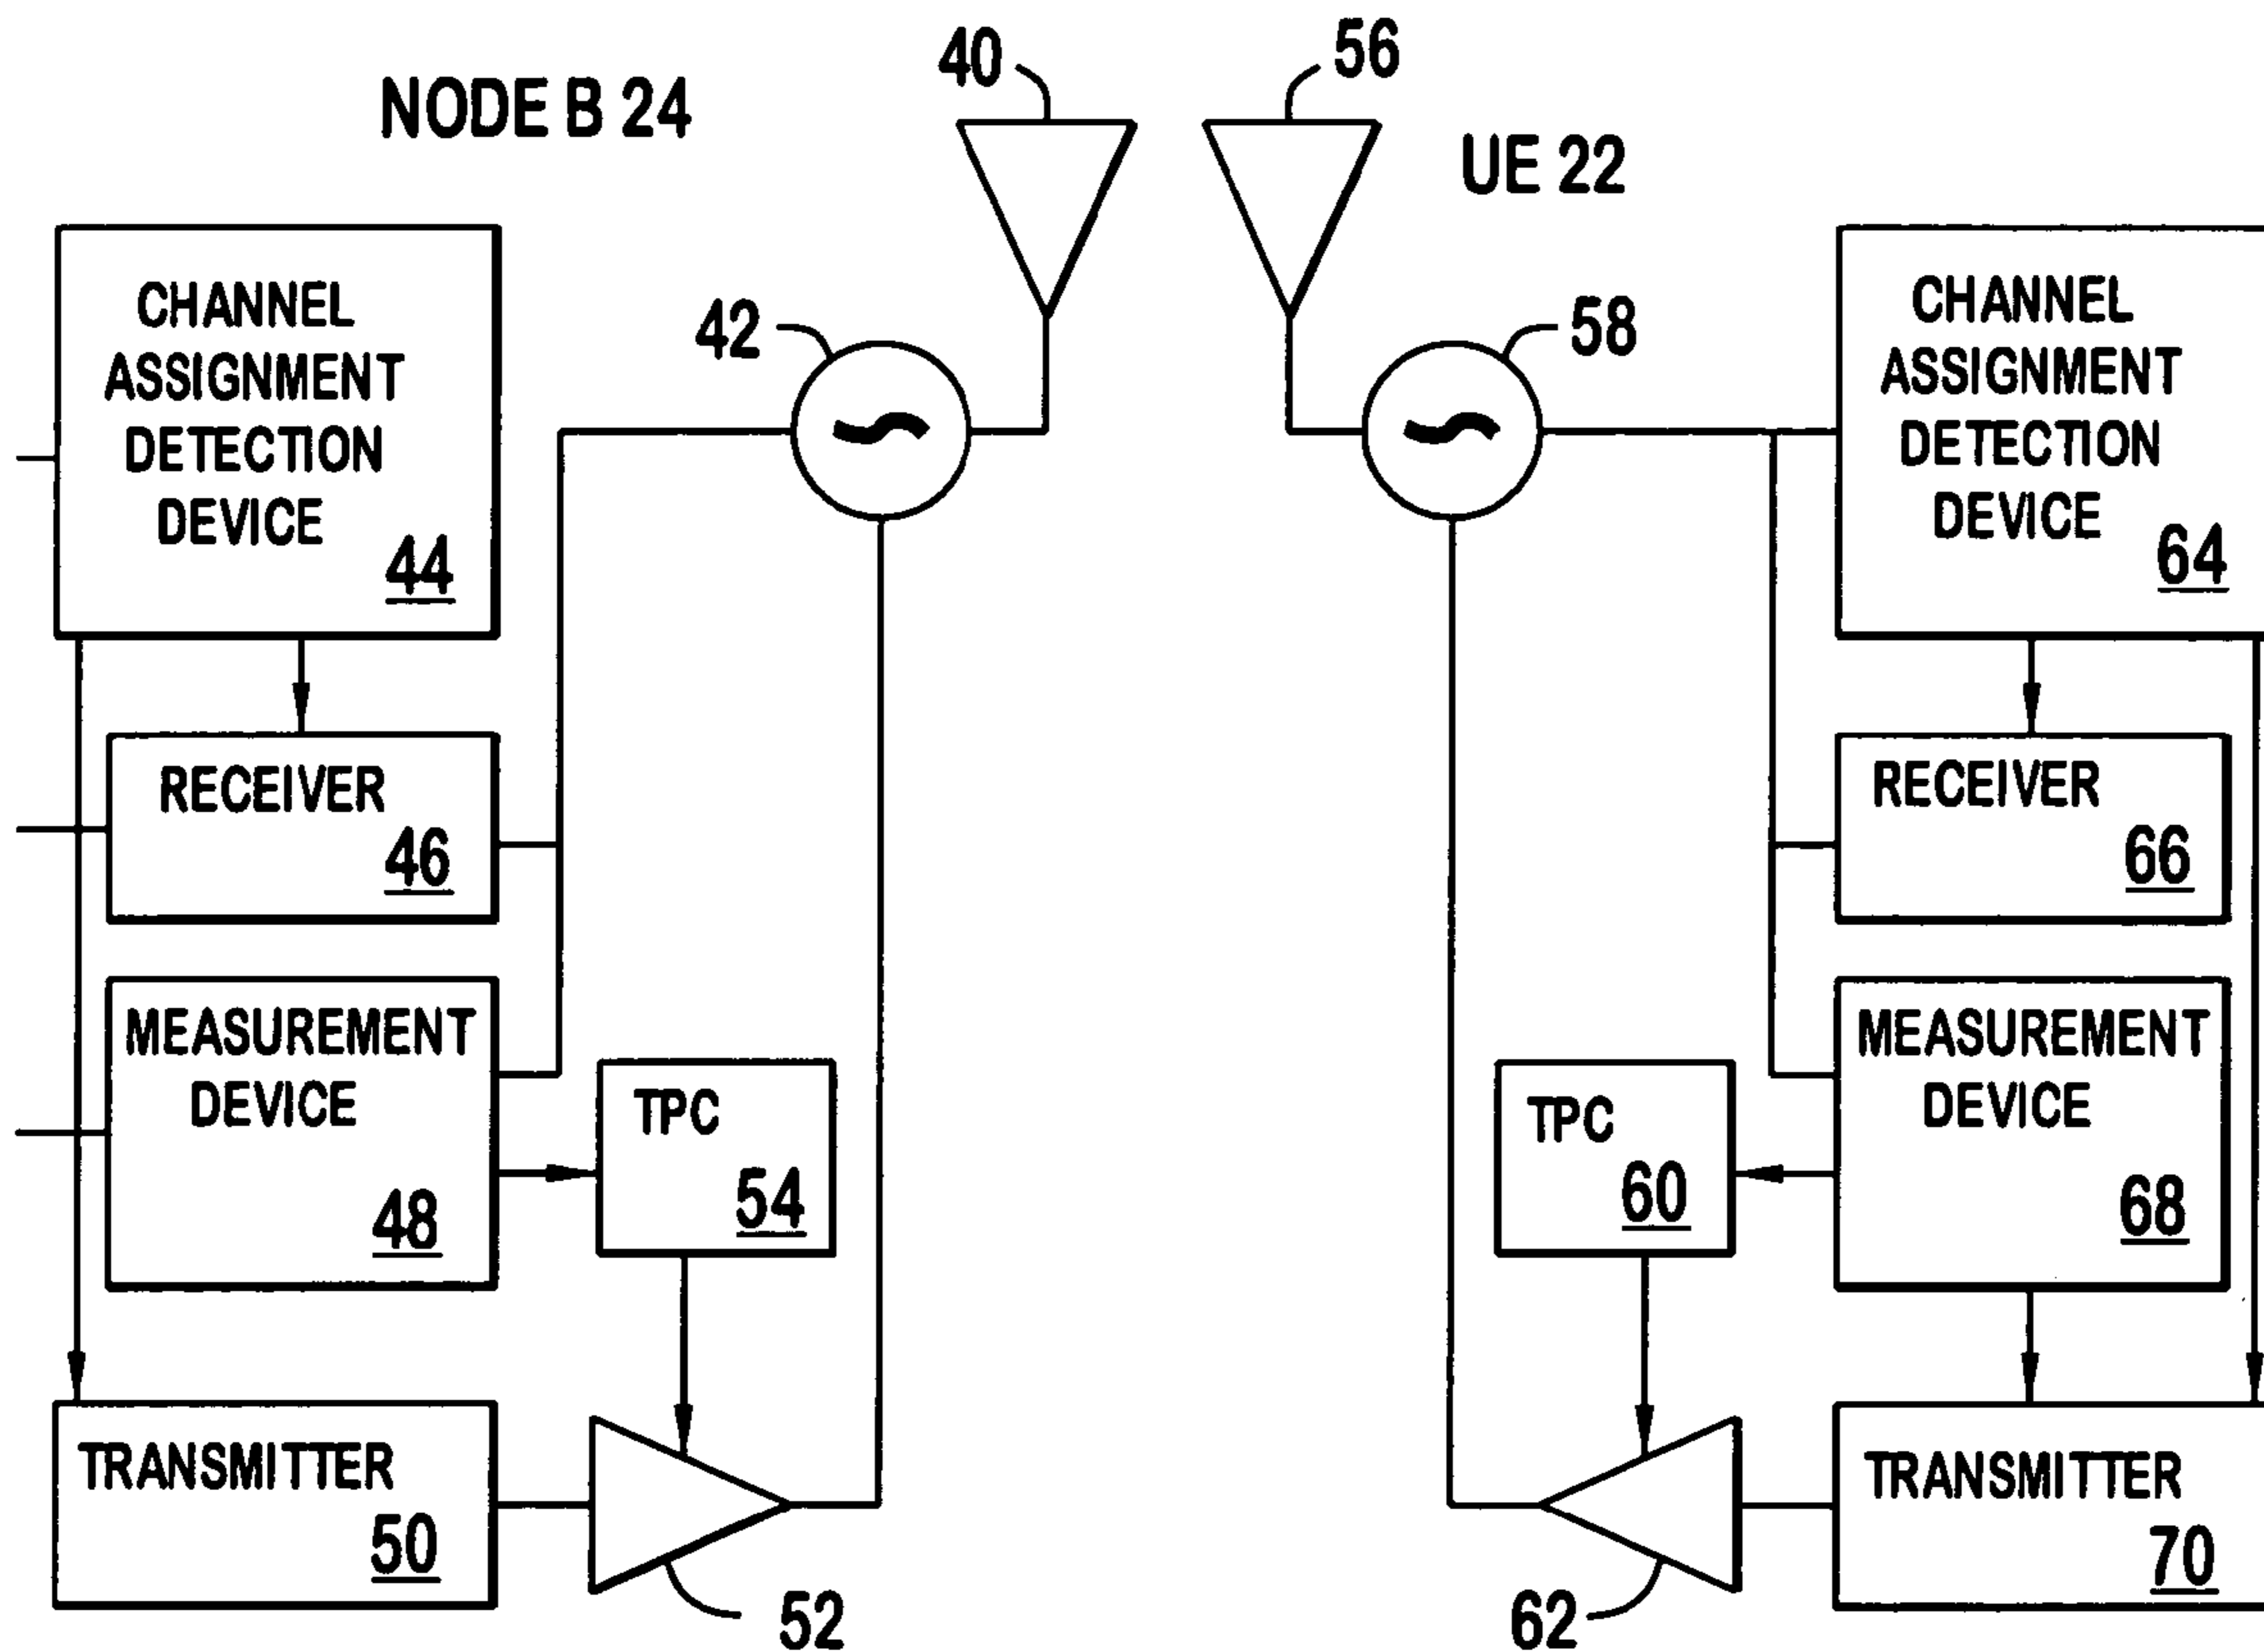 NODE B 24
40
56
UE 22
CHANNEL
ASSIGNMENT
DETECTION
DEVICE
44
42
58
CHANNEL
ASSIGNMENT
DETECTION
DEVICE
64
RECEIVER
46
RECEIVER
66
MEASUREMENT
DEVICE
48
TPC
54
TPC
60
MEASUREMENT
DEVICE
68
TRANSMITTER
50
52
62
TRANSMITTER
70